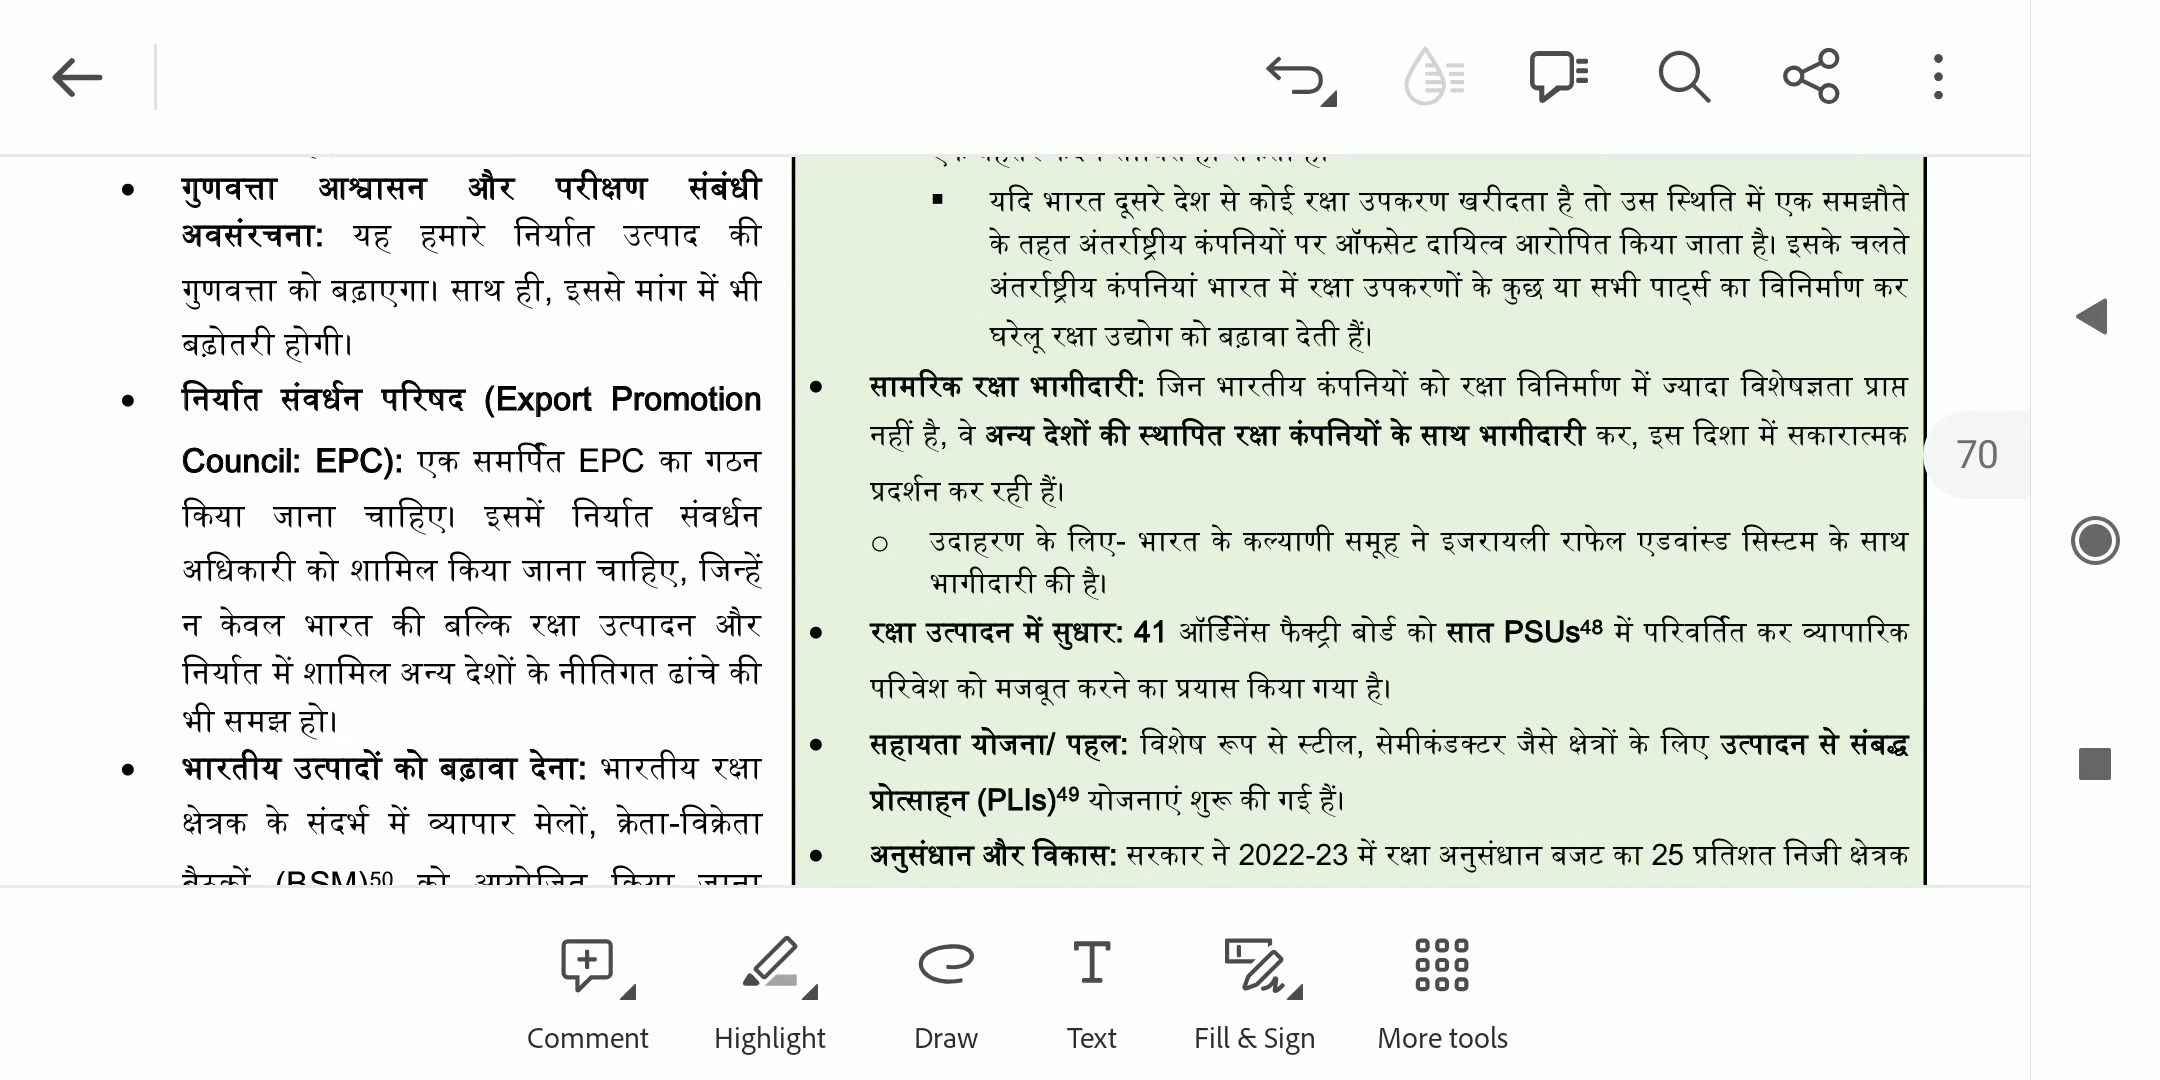 गुणवत्ता आश्वासन और परीक्षण संबंधी
अवसंरचना: यह हमारे निर्यात उत्पाद की
गुणवत्ता को बढ़ाएगा। साथ ही, इससे मांग में भी
बढ़ोतरी होगी।
निर्यात संवर्धन परिषद (Export Promotion
Council: EPC): एक समर्पित EPC का गठन
किया जाना चाहिए। इसमें निर्यात संवर्धन
अधिकारी को शामिल किया जाना चाहिए, जिन्हें
न केवल भारत की बल्कि रक्षा उत्पादन और
निर्यात में शामिल अन्य देशों के नीतिगत ढांचे की
भी समझ हो।
भारतीय उत्पादों को बढ़ावा देना: भारतीय रक्षा
क्षेत्रक के संदर्भ में व्यापार मेलों, क्रेता-विक्रेता
बैठकों (BSM)50 को आयोजित किया जाना
यदि भारत दूसरे देश से कोई रक्षा उपकरण खरीदता है तो उस स्थिति में एक समझौते
के तहत अंतर्राष्ट्रीय कंपनियों पर ऑफसेट दायित्व आरोपित किया जाता है। इसके चलते
अंतर्राष्ट्रीय कंपनियां भारत में रक्षा उपकरणों के कुछ या सभी पार्ट्स का विनिर्माण कर
घरेलू रक्षा उद्योग को बढ़ावा देती हैं।
सामरिक रक्षा भागीदारी: जिन भारतीय कंपनियों को रक्षा विनिर्माण में ज्यादा विशेषज्ञता प्राप्त
नहीं है, वे अन्य देशों की स्थापित रक्षा कंपनियों के साथ भागीदारी कर, इस दिशा में सकारात्मक
प्रदर्शन कर रही हैं।
उदाहरण के लिए- भारत के कल्याणी समूह ने इजरायली राफेल एडवांस्ड सिस्टम के साथ
भागीदारी की है।
रक्षा उत्पादन में सुधार: 41 ऑर्डिनेंस फैक्ट्री बोर्ड को सात PSUs48 में परिवर्तित कर व्यापारिक
परिवेश को मजबूत करने का प्रयास किया गया है।
सहायता योजना/ पहल: विशेष रूप से स्टील, सेमीकंडक्टर जैसे क्षेत्रों के लिए उत्पादन से संबद्ध
प्रोत्साहन (PLIs)49 योजनाएं शुरू की गई हैं।
अनुसंधान और विकास: सरकार ने 2022-23 में रक्षा अनुसंधान बजट का 25 प्रतिशत निजी क्षेत्रक
70
Comment
Highlight
Draw
Text
Fill & Sign
More tools